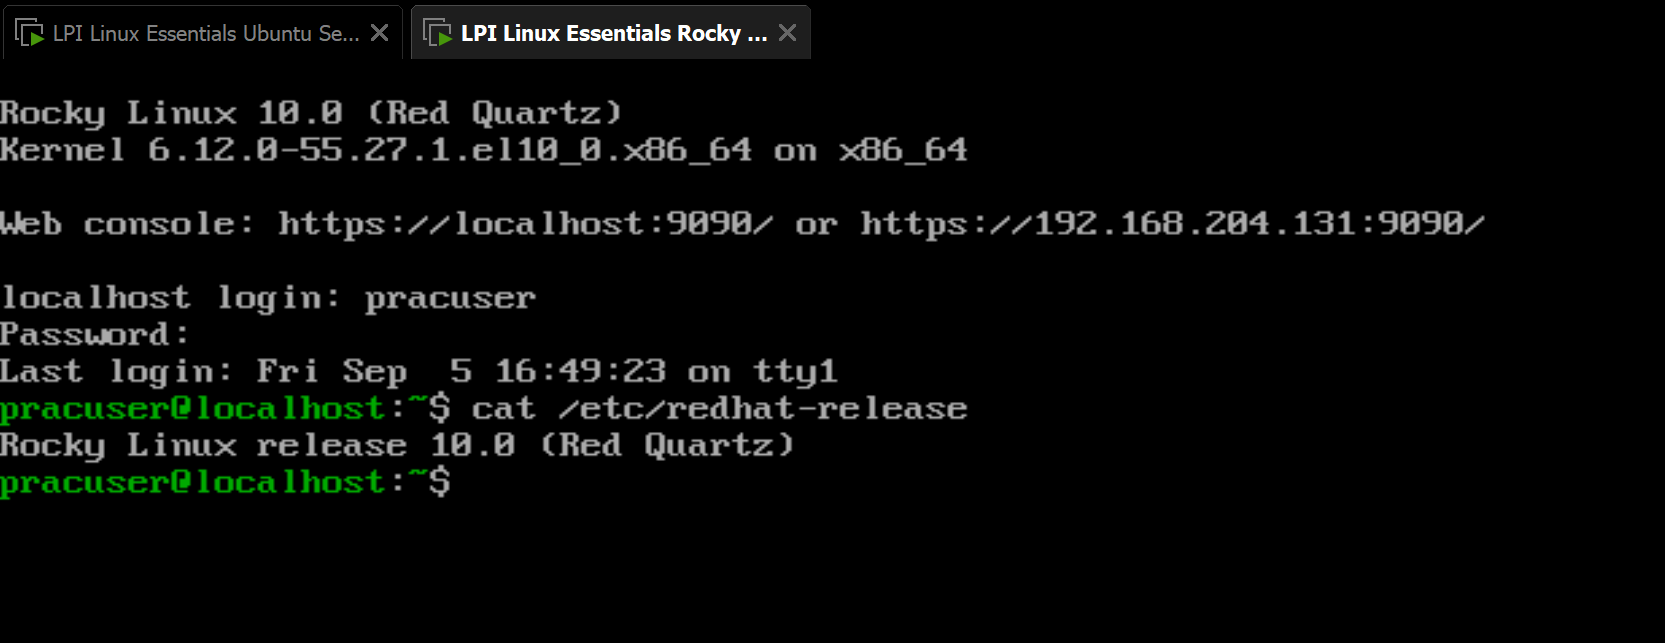 LPI Linux Essentials Ubuntu Se...
LPI Linux Essentials Rocky ...
Rocky Linux 10.0 (Red Quartz)
Kernel 6.12.0-55.27.1.el10_0.x86_64 on x86_64
Web console: https://localhost:9090/ or https://192.168.204.131:9090/
localhost login: pracuser
Password:
Last login: Fri Sep  5 16:49:23 on tty1
pracuser@localhost:~$ cat /etc/redhat-release
Rocky Linux release 10.0 (Red Quartz)
pracuser@localhost:~$